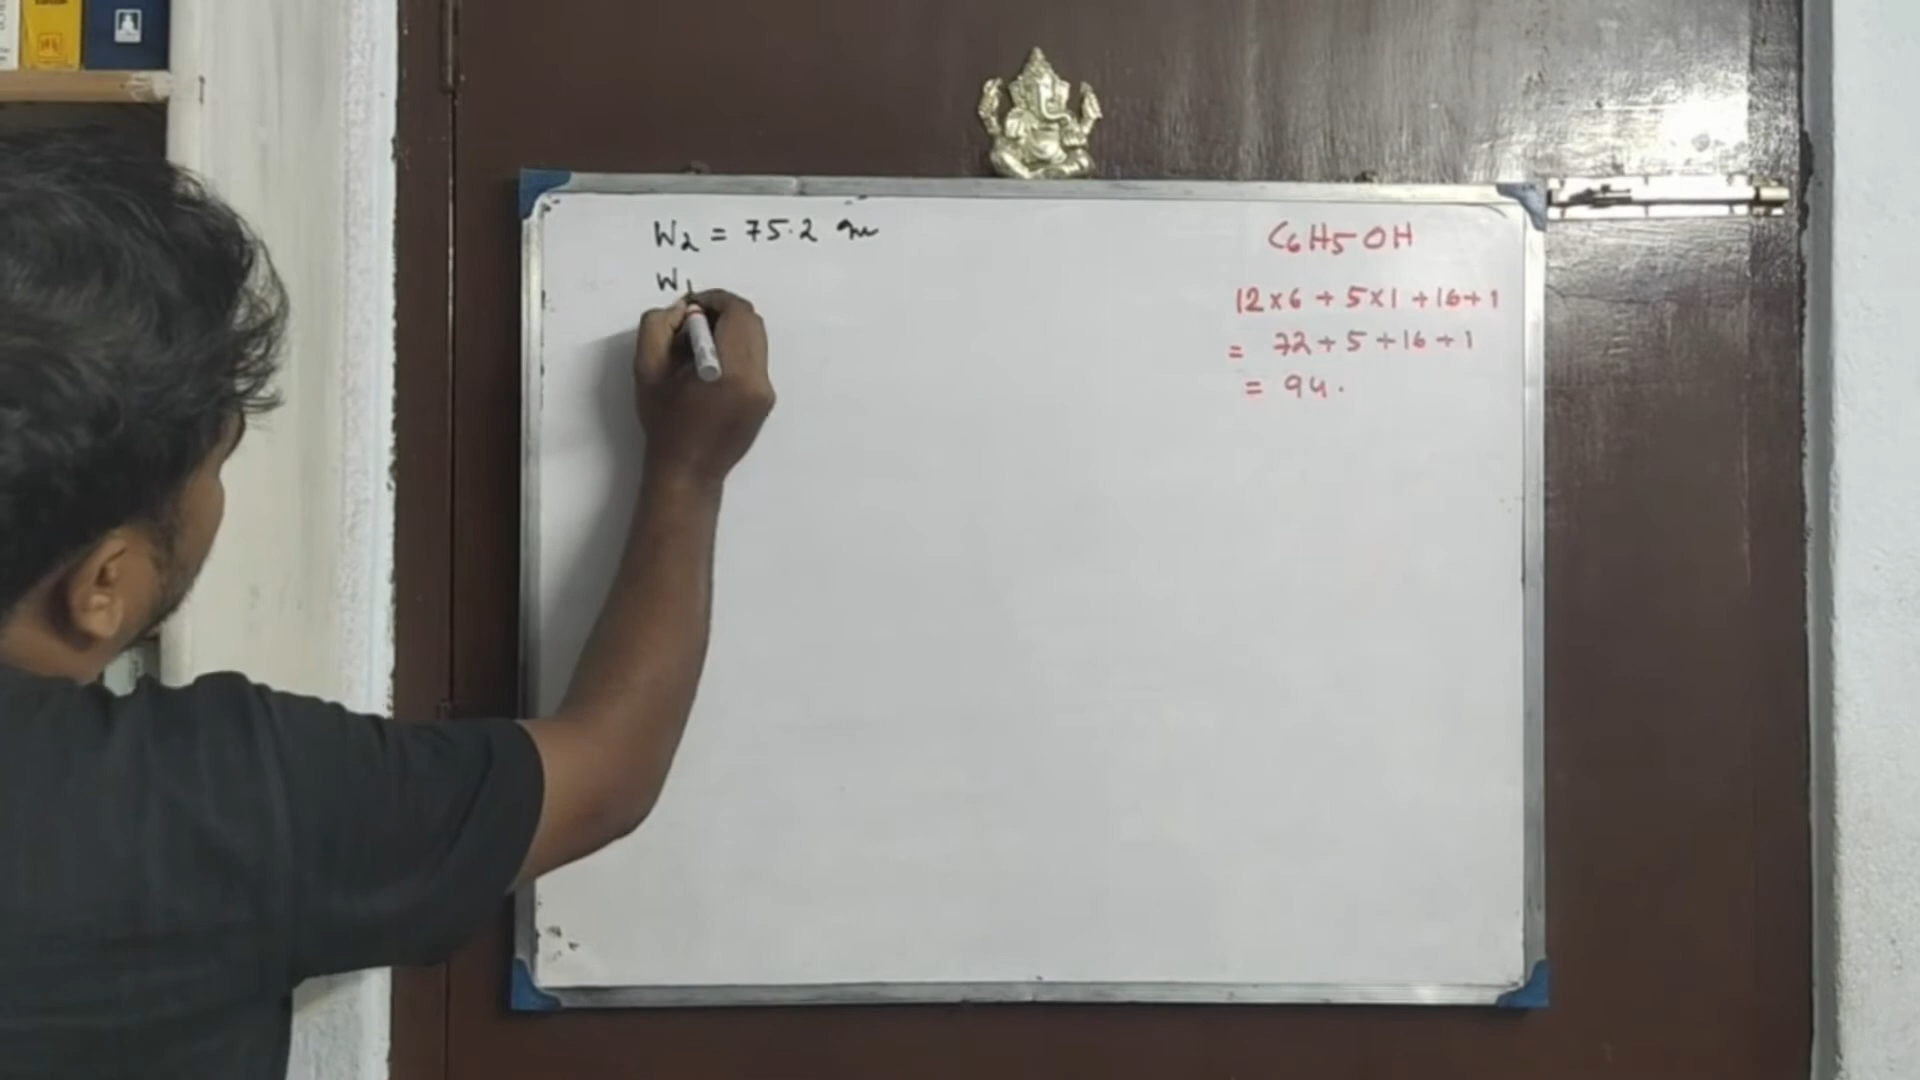 W2 = 75.2 gm
W1
C6H5OH
12×6+5×1+16+1
= 72+5+16+1
= 94.